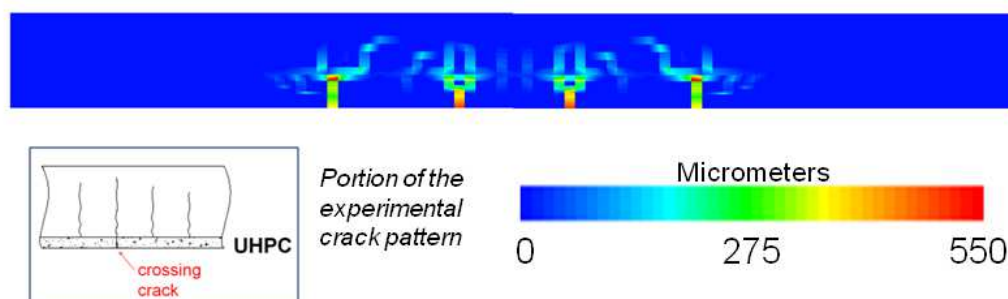 UHPC
crossing
crack
Portion of the
experimental
crack pattern
Micrometers
0 275 550